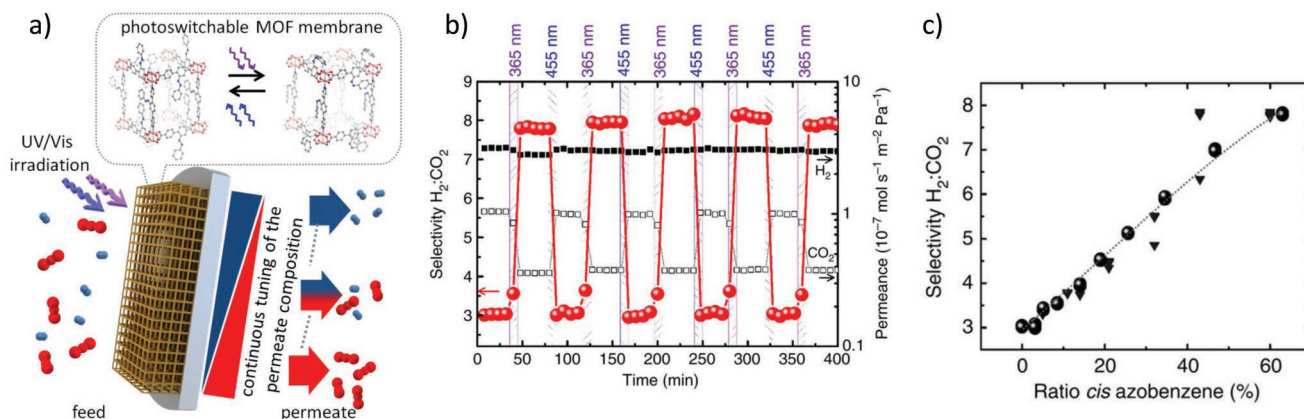 a)
photoswitchable MOF membrane
UV/Vis
irradiation
continuous tuning of the
permeate composition
feed
permeate
b)
365 nm
455 nm
365 nm
455 nm
365 nm
455 nm
365 nm
455 nm
365 nm
9
8
7
6
5
4
3
Selectivity H₂:CO₂
10
1
0.1
Permeance (10⁻⁷ mol s⁻¹ m⁻² Pa⁻¹)
H₂
CO₂
0
50
100
150
200
250
300
350
400
Time (min)
c)
8
7
6
5
4
3
Selectivity H₂:CO₂
0
20
40
60
Ratio cis azobenzene (%)